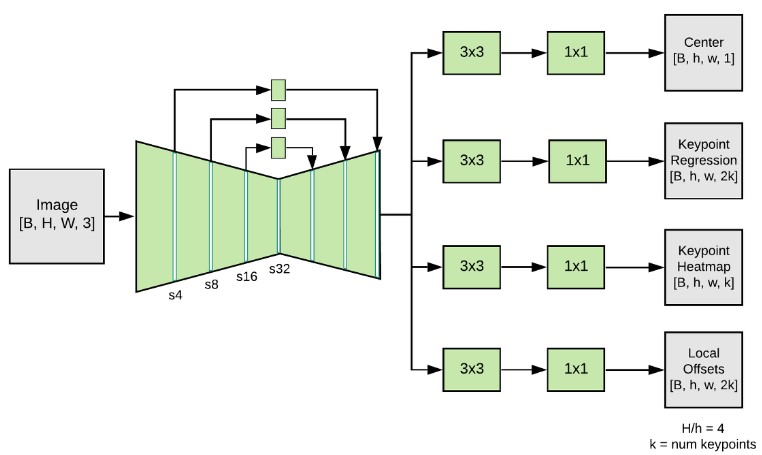 Image
[B, H, W, 3]
s4
s8
s16
s32
3x3
1x1
Center
[B, h, w, 1]
3x3
1x1
Keypoint
Regression
[B, h, w, 2k]
3x3
1x1
Keypoint
Heatmap
[B, h, w, k]
3x3
1x1
Local
Offsets
[B, h, w, 2k]
H/h = 4
k = num keypoints